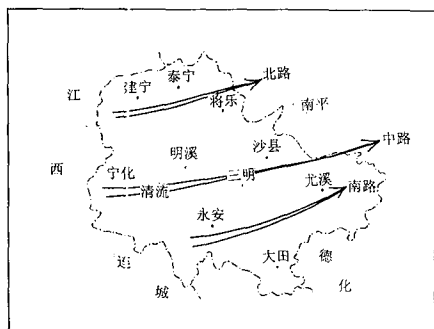 北路
泰宁
建宁
江
将乐
南平
中路
沙县
明溪
西
宁化
三明
尤溪
清流
南路
永安
大田
德
连
城
化